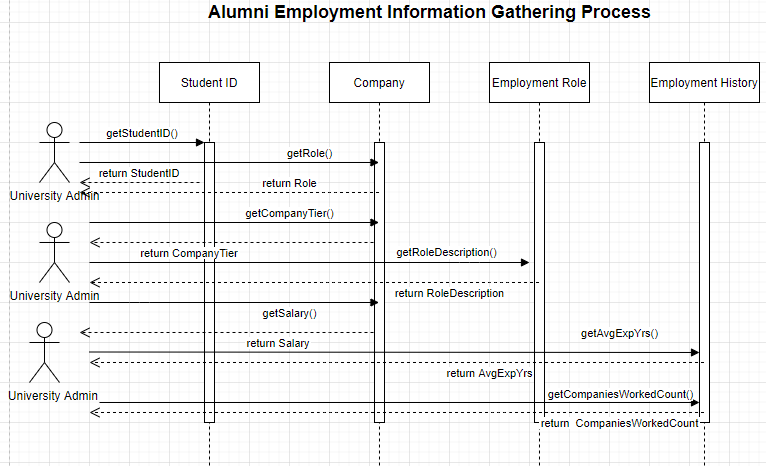 Alumni Employment Information Gathering Process
Student ID
Company
Employment Role
Employment History
getStudentID()
getRole()
return StudentID
return Role
University Admin
getCompanyTier()
return CompanyTier
getRoleDescription()
University Admin
return RoleDescription
getSalary()
return Salary
getAvgExpYrs()
return AvgExpYrs
University Admin
getCompaniesWorkedCount()
return CompaniesWorkedCount